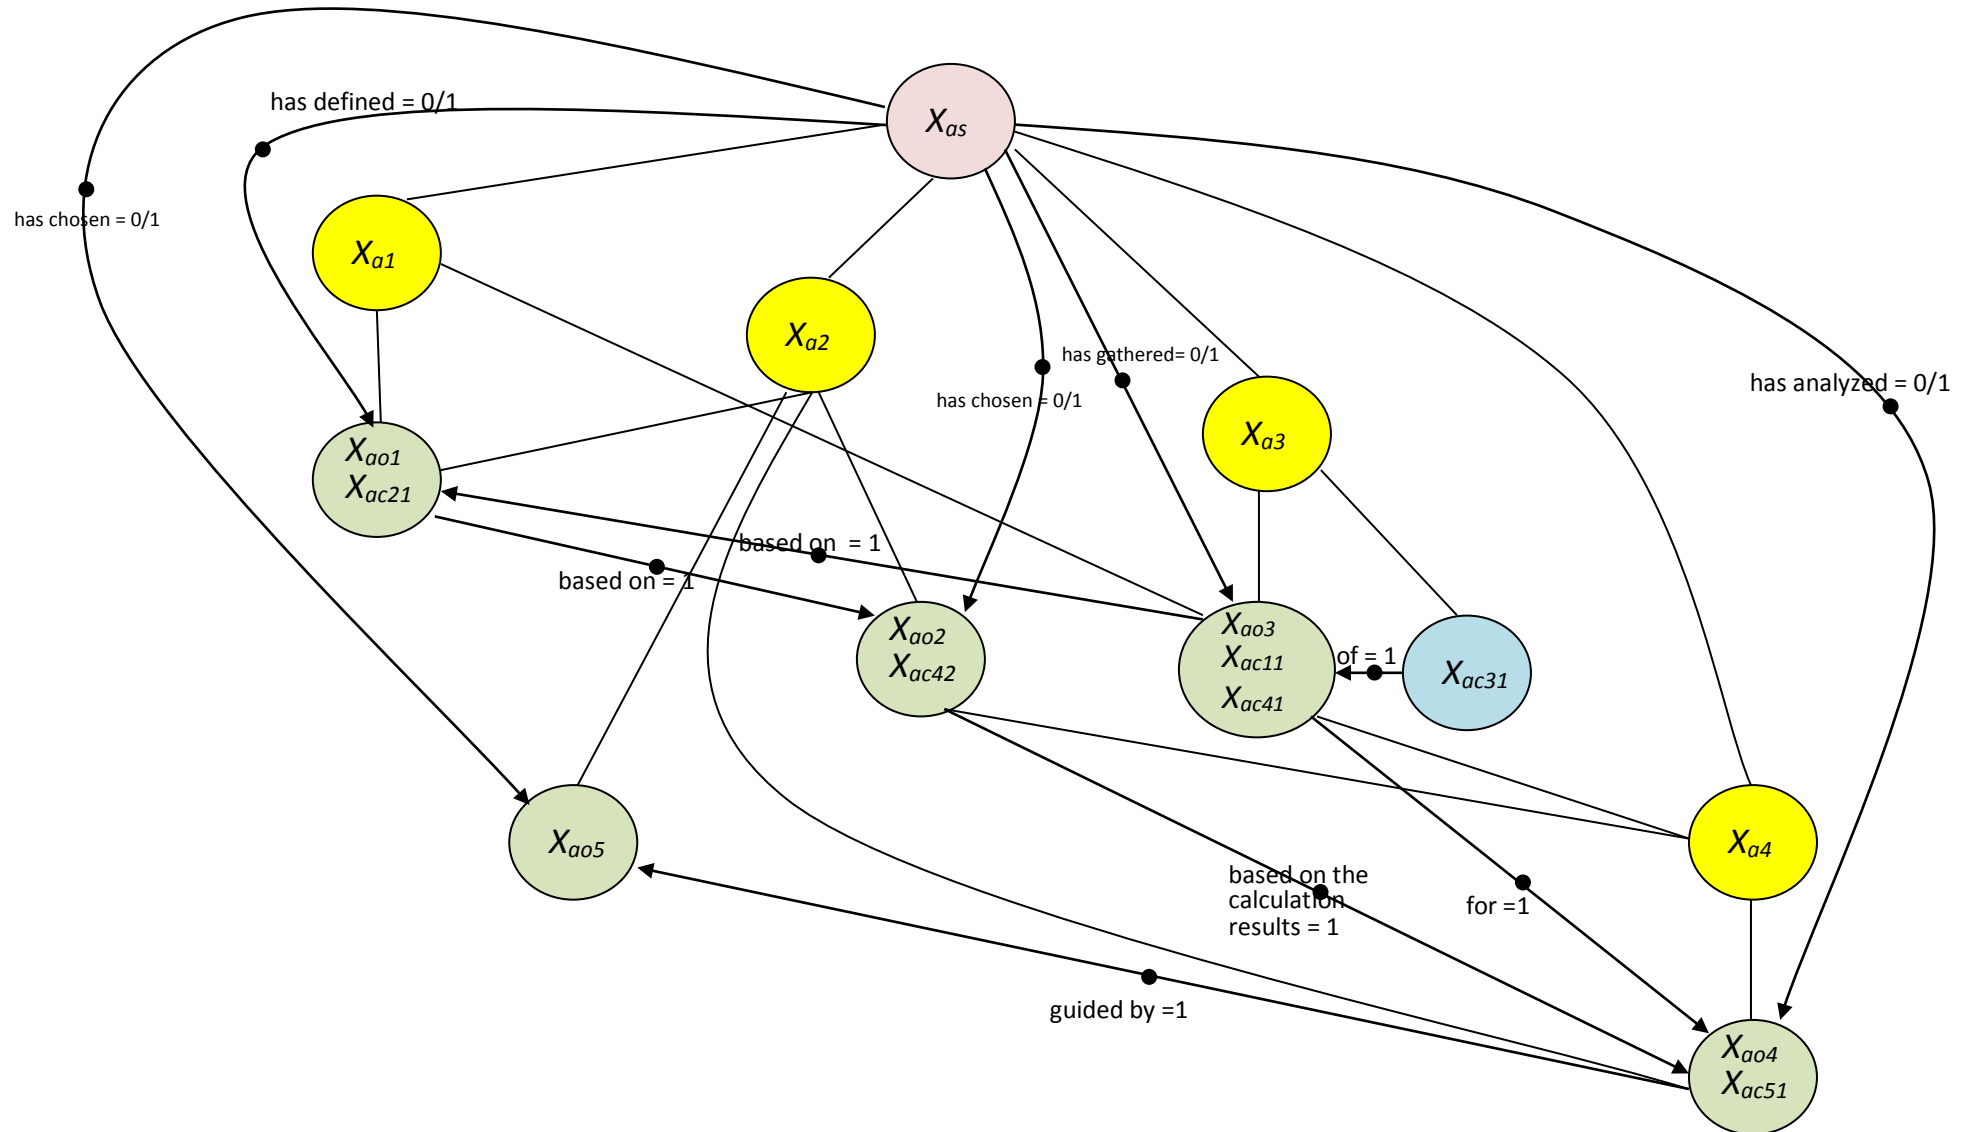 has defined = 0/1
Xas
has chosen = 0/1
Xa1
Xa2
has gathered= 0/1
has chosen = 0/1
has analyzed = 0/1
Xa3
Xao1
Xac21
based on  = 1
based on = 1
Xao2
Xac42
Xao3
Xac11
Xac41
of = 1
Xac31
Xao5
Xa4
based on the
calculation
results = 1
for =1
guided by =1
Xao4
Xac51